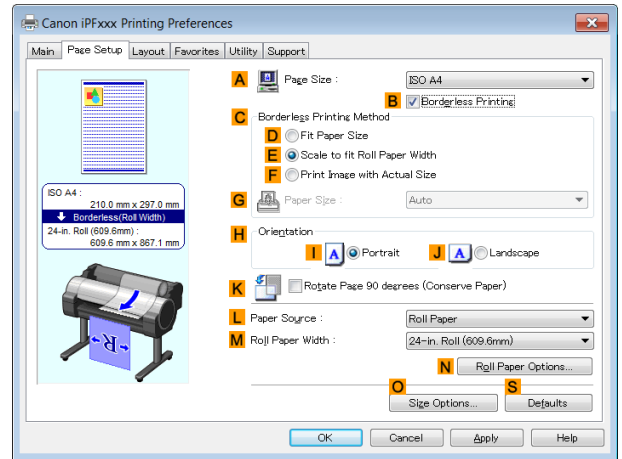 Canon iPFxxx Printing Preferences
Main Page Setup Layout Favorites Utility Support
A Page Size : ISO A4
B Borderless Printing
C Borderless Printing Method
D Fit Paper Size
E Scale to fit Roll Paper Width
F Print Image with Actual Size
G Paper Size : Auto
ISO A4 :
210.0 mm x 297.0 mm
Borderless(Roll Width)
24-in. Roll (609.6mm) :
609.6 mm x 867.1 mm
H Orientation
I A Portrait J A Landscape
K Rotate Page 90 degrees (Conserve Paper)
L Paper Source : Roll Paper
M Roll Paper Width : 24-in. Roll (609.6mm)
R
N Roll Paper Options...
O S
Size Options... Defaults
OK Cancel Apply Help